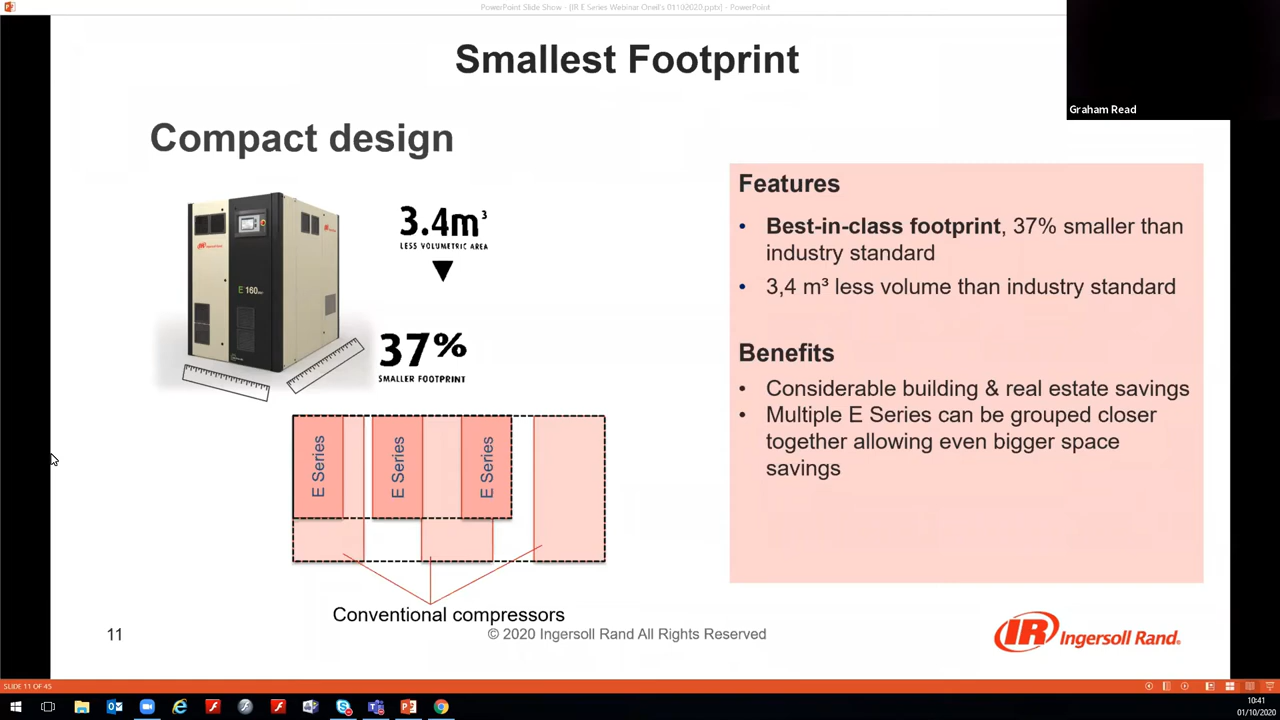 PowerPoint Slide Show - [IR E Series Webinar Oneil's 01102020.pptx] - PowerPoint
Smallest Footprint
Graham Read
Compact design
3.4m³
LESS VOLUMETRIC AREA
37%
SMALLER FOOTPRINT
Ingersoll Rand
E 160
E Series
E Series
E Series
Conventional compressors
Features
• Best-in-class footprint, 37% smaller than
industry standard
• 3,4 m³ less volume than industry standard
Benefits
• Considerable building & real estate savings
• Multiple E Series can be grouped closer
together allowing even bigger space
savings
11
© 2020 Ingersoll Rand All Rights Reserved
IR Ingersoll Rand.
SLIDE 11 OF 45
10:41
01/10/2020